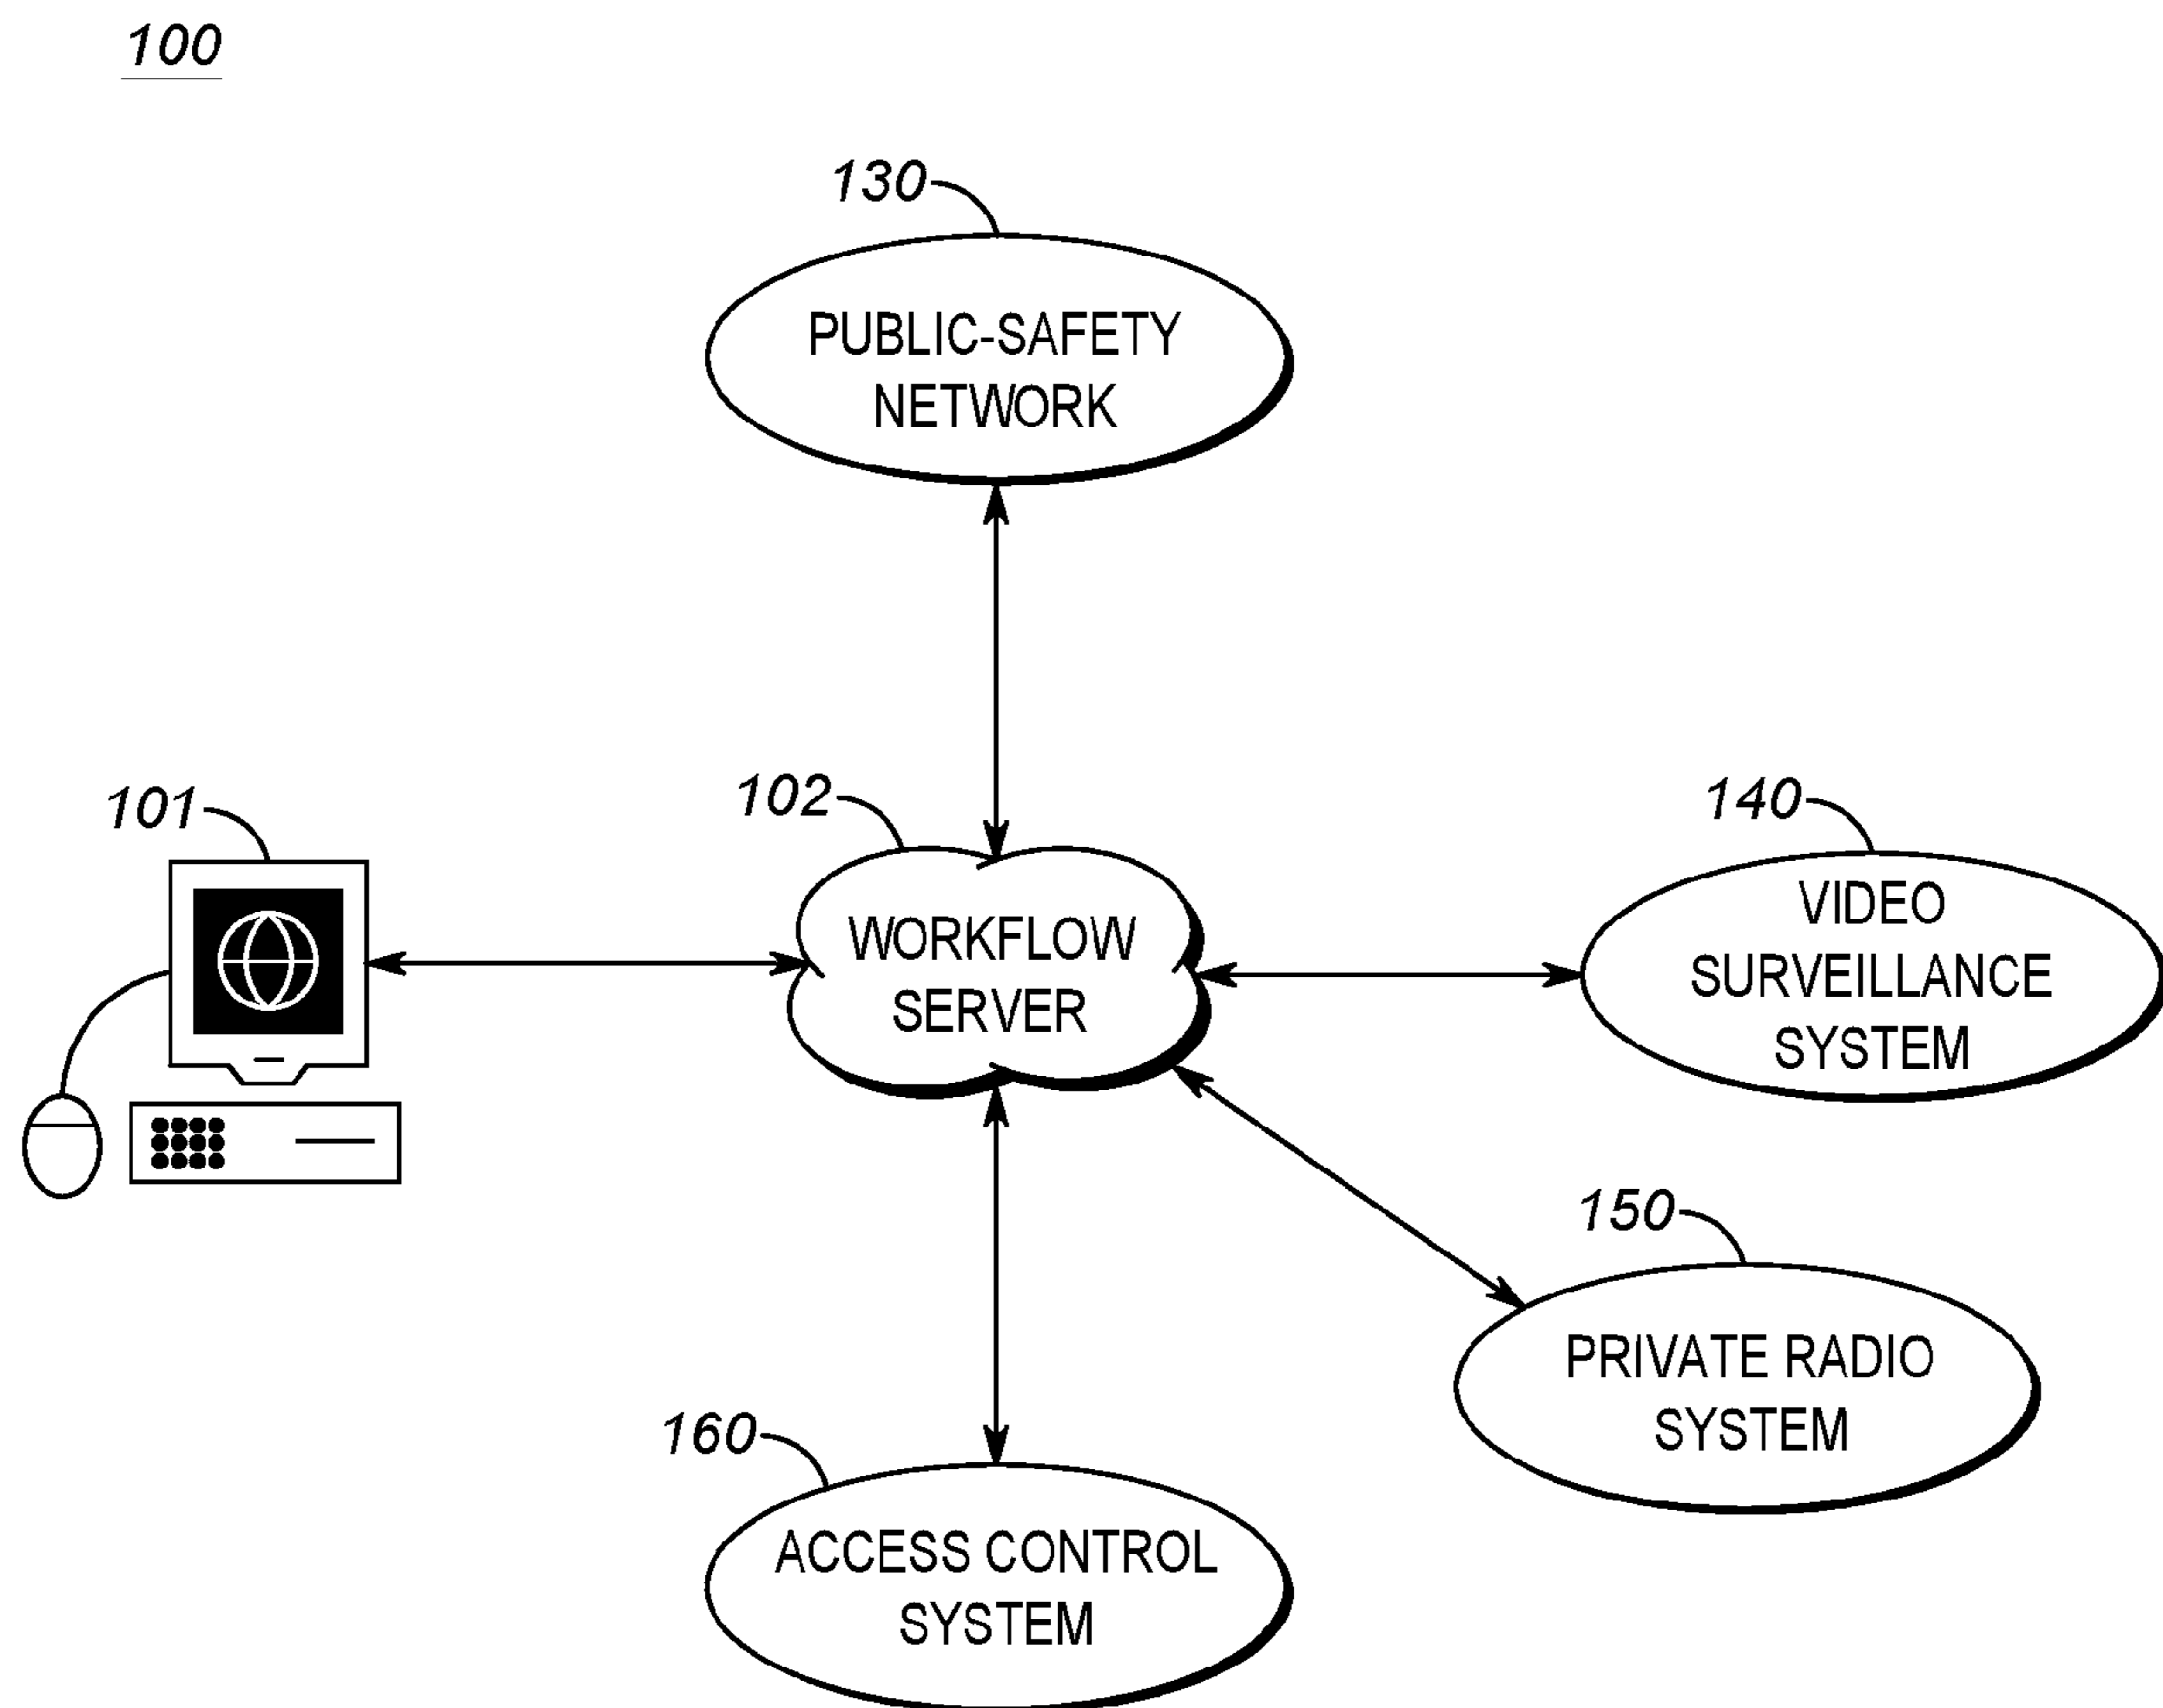 100
130
PUBLIC-SAFETY
NETWORK
101
102
WORKFLOW
SERVER
140
VIDEO
SURVEILLANCE
SYSTEM
150
PRIVATE RADIO
SYSTEM
160
ACCESS CONTROL
SYSTEM